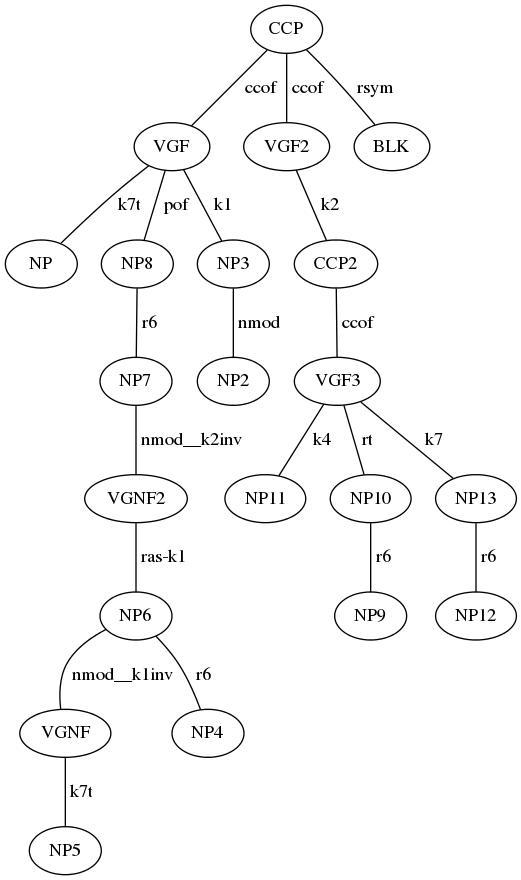 CCP
ccof ccof rsym
VGF VGF2 BLK
k7t pof k1 k2
NP NP8 NP3 CCP2
r6 nmod ccof
NP7 NP2 VGF3
nmod__k2inv k4 rt k7
VGNF2 NP11 NP10 NP13
ras-k1 r6 r6
NP6 NP9 NP12
nmod__k1inv r6
VGNF NP4
k7t
NP5